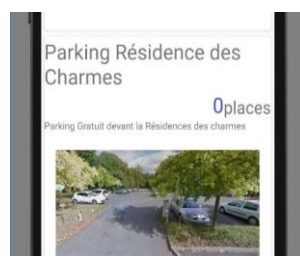 Parking Résidence des
Charmes
0places
Parking Gratuit devant la Résidences des charmes